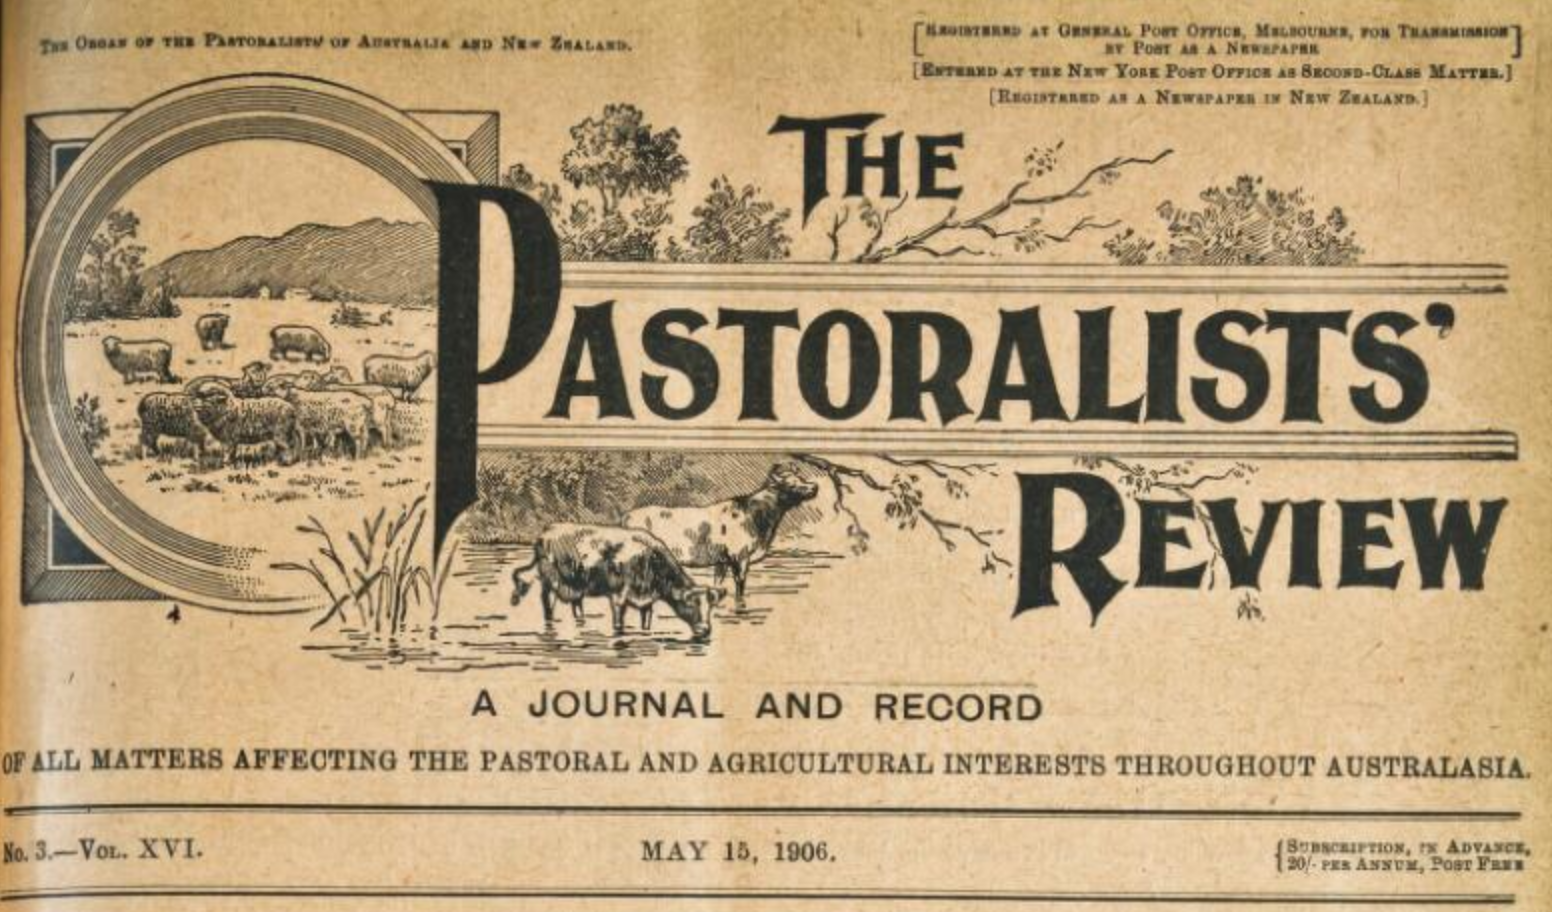 THE ORGAN OF THE PASTORALISTS OF AUSTRALIA AND NEW ZEALAND.
[REGISTERED AT GENERAL POST OFFICE, MELBOURNE, FOR TRANSMISSION
BY POST AS A NEWSPAPER]
[ENTERED AT THE NEW YORK POST OFFICE AS SECOND-CLASS MATTER.]
[REGISTERED AS A NEWSPAPER IN NEW ZEALAND.]
THE
PASTORALISTS'
REVIEW
A JOURNAL AND RECORD
OF ALL MATTERS AFFECTING THE PASTORAL AND AGRICULTURAL INTERESTS THROUGHOUT AUSTRALASIA.
No. 3.—VOL. XVI.
MAY 15, 1906.
{SUBSCRIPTION, IN ADVANCE,
20/- PER ANNUM, POST FREE